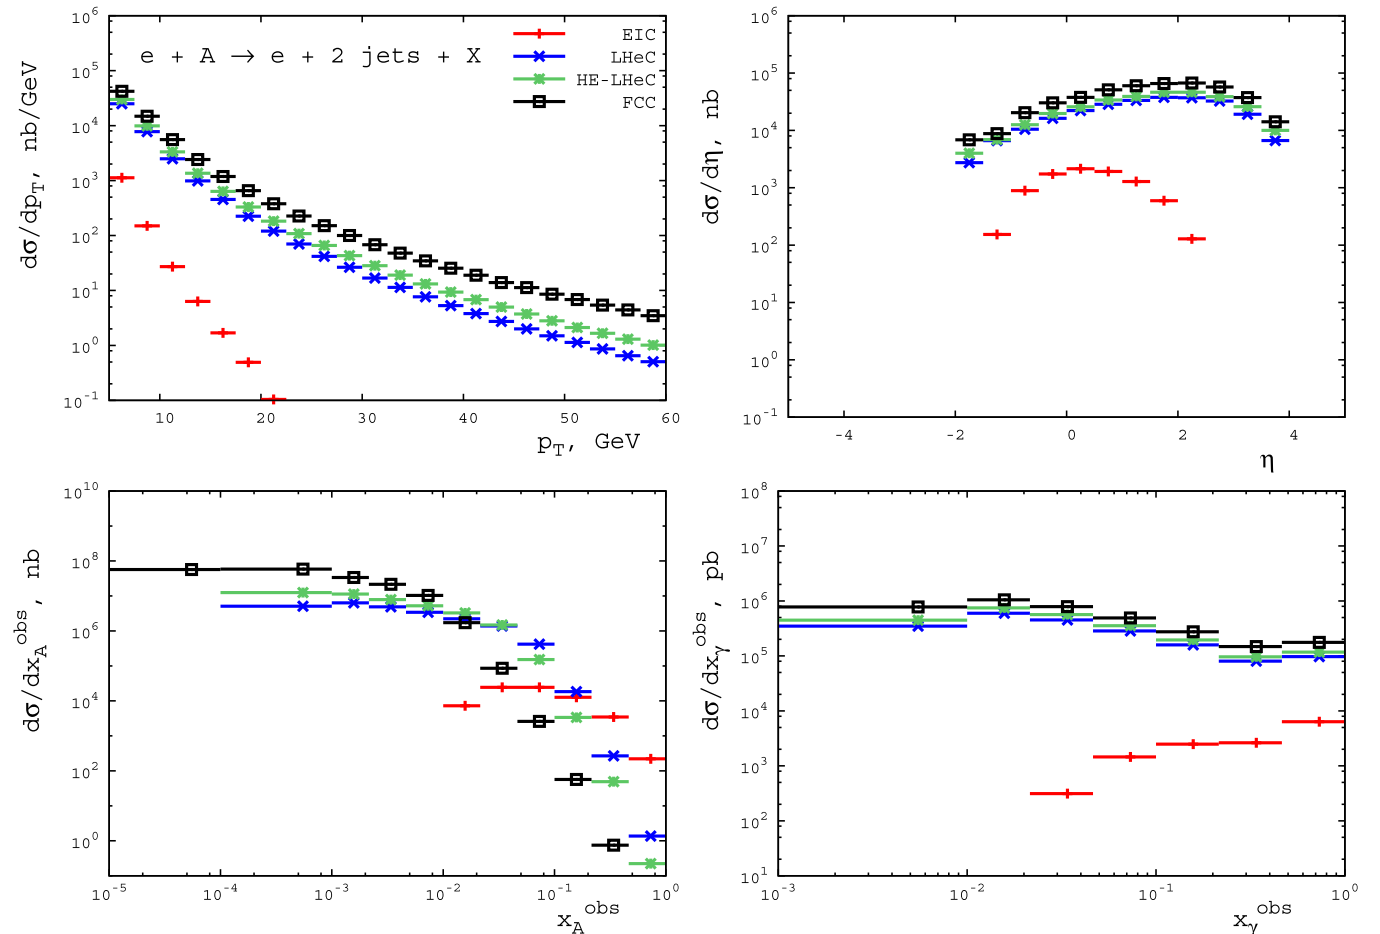 e + A → e + 2 jets + X
EIC
LHeC
HE-LHeC
FCC
dσ/dp_T, nb/GeV
10^6
10^5
10^4
10^3
10^2
10^1
10^0
10^-1
10 20 30 40 50 60
p_T, GeV
dσ/dη, nb
10^6
10^5
10^4
10^3
10^2
10^1
10^0
10^-1
-4 -2 0 2 4
η
dσ/dx_A^obs, nb
10^10
10^8
10^6
10^4
10^2
10^0
10^-5 10^-4 10^-3 10^-2 10^-1 10^0
x_A^obs
dσ/dx_γ^obs, pb
10^8
10^7
10^6
10^5
10^4
10^3
10^2
10^1
10^-3 10^-2 10^-1 10^0
x_γ^obs